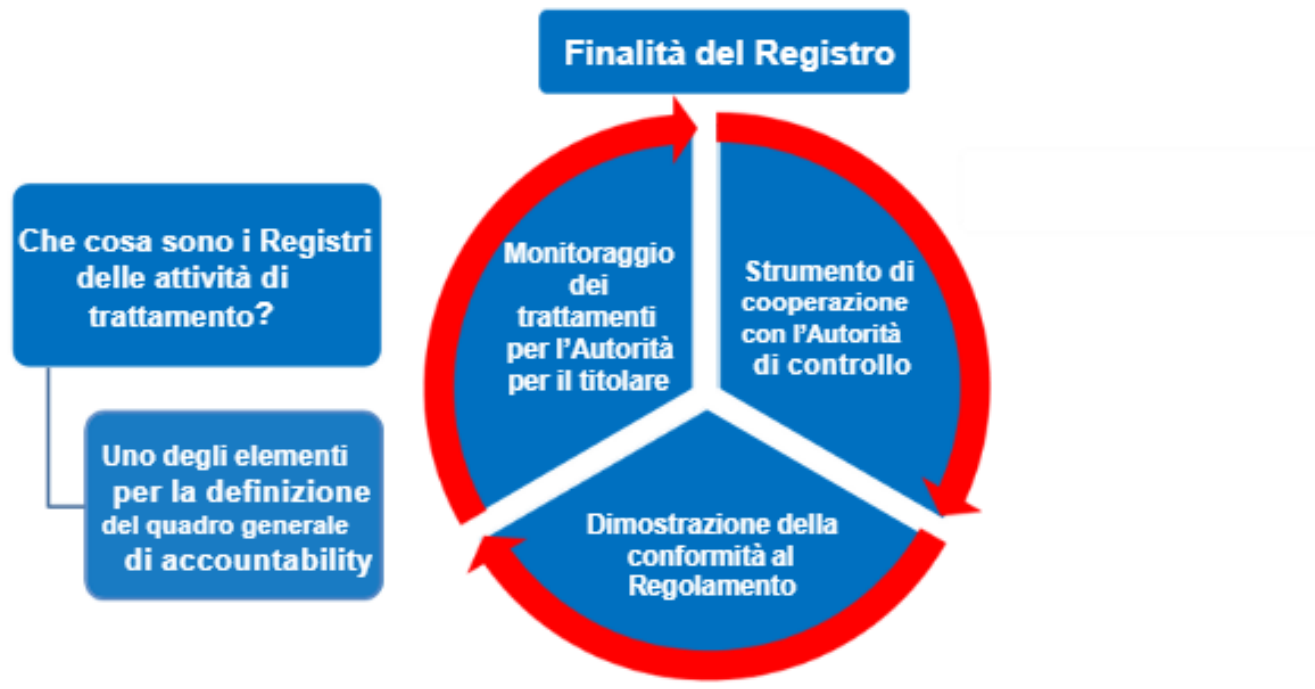 Finalità del Registro
Che cosa sono i Registri
delle attività di
trattamento?
Uno degli elementi
per la definizione
del quadro generale
di accountability
Monitoraggio
dei
trattamenti
per l'Autorità
per il titolare
Strumento di
cooperazione
con l'Autorità
di controllo
Dimostrazione della
conformità al
Regolamento